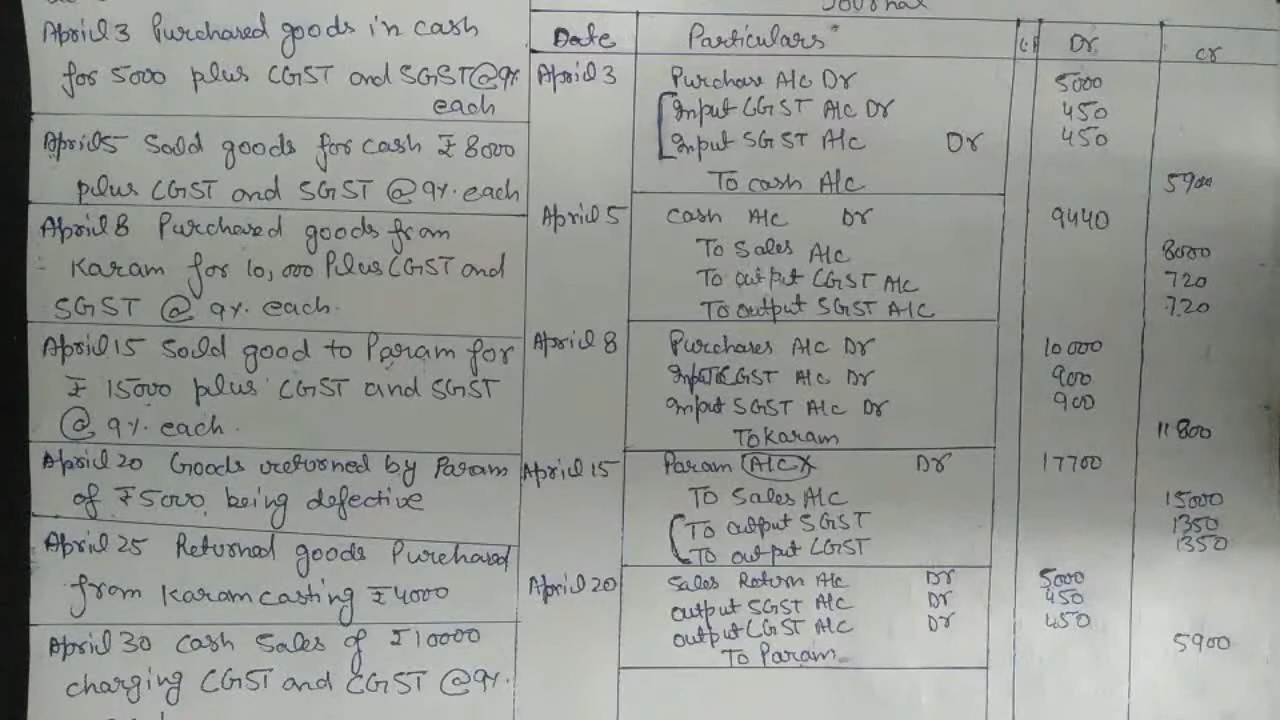 Journal
April 3 Purchased goods in cash
for 5000 plus CGST and SGST@9%
each
April 5 Sold goods for cash ₹ 8000
plus CGST and SGST @ 9%. each
April 8 Purchased goods from
Karam for 10,000 Plus CGST and
SGST @ 9%. each.
April 15 Sold good to Param for
₹ 15000 plus CGST and SGST
@ 9%. each.
April 20 Goods returned by Param
of ₹5000, being defective
April 25 Returned goods Purchased
from Karam casting ₹4000
April 30 Cash Sales of ₹10000
charging CGST and CGST @9%.
Date Particulars Dr. Cr
April 3 Purchase A/c Dr 5000
Input CGST A/c Dr 450
Input SGST A/c Dr 450
To cash A/c 5900
April 5 Cash A/c Dr 9440
To Sales A/c 8000
To output CGST A/c 720
To output SGST A/c 720
April 8 Purchases A/c Dr 10000
Input CGST A/c Dr 900
Input SGST A/c Dr 900
To Karam 11800
April 15 Param A/c Dr 17700
To Sales A/c 15000
To output SGST 1350
To output CGST 1350
April 20 Sales Return A/c Dr 5000
output SGST A/c Dr 450
output CGST A/c Dr 450
To Param 5900